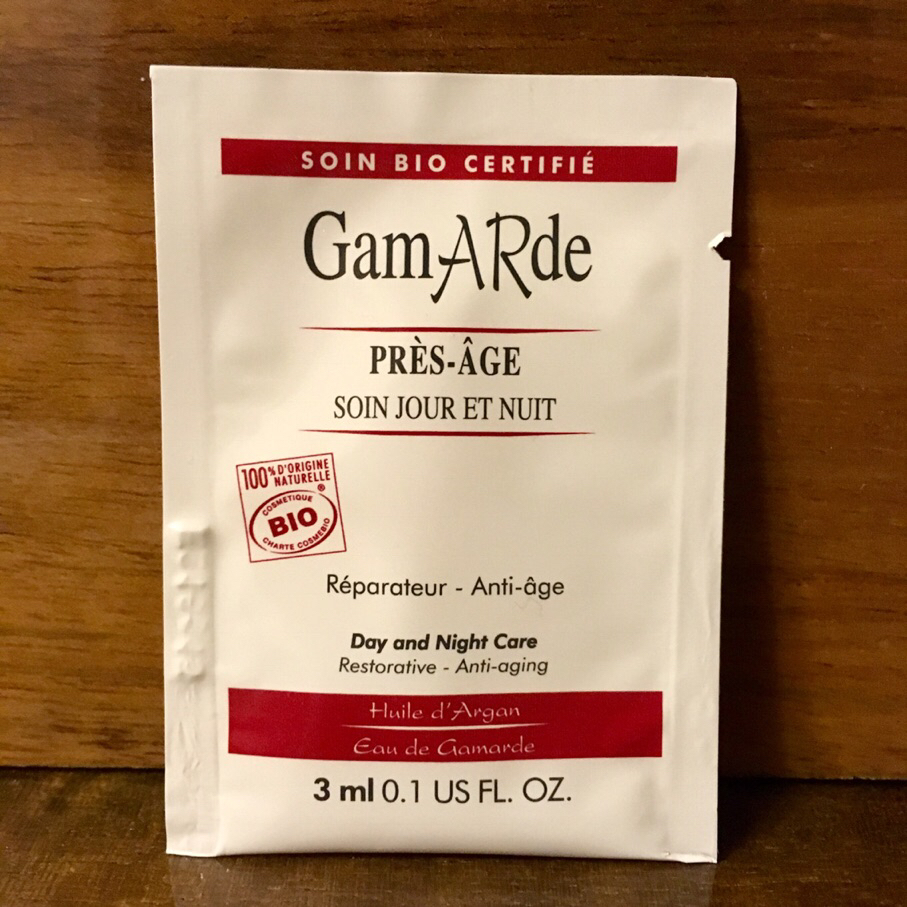 SOIN BIO CERTIFIÉ
GamARde
PRÈS-ÂGE
SOIN JOUR ET NUIT
100% D'ORIGINE
NATURELLE
®
COSMETIQUE
BIO
CHARTE COSMEBIO
Réparateur - Anti-âge
Day and Night Care
Restorative - Anti-aging
Huile d'Argan
Eau de Gamarde
3 ml 0.1 US FL. OZ.